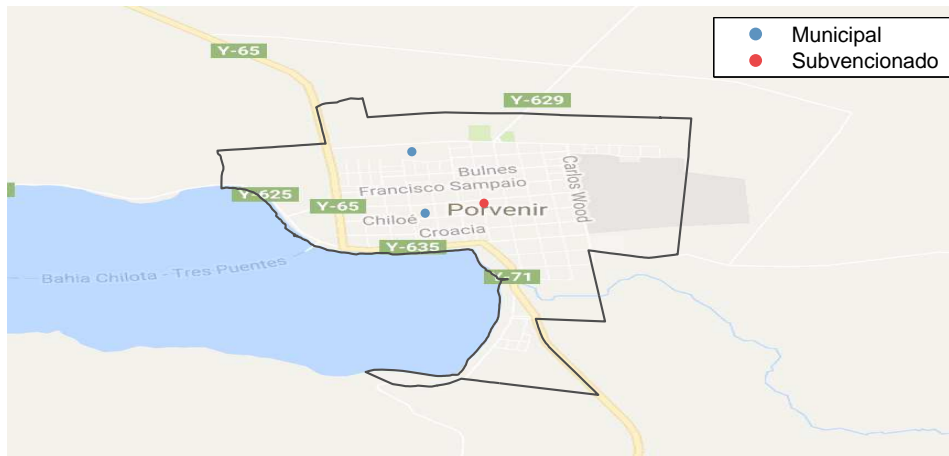 Municipal
Subvencionado
Y-65
Y-629
Bulnes
Carlos Wood
Francisco Sampaio
Y-625
Y-65
Porvenir
Chiloé
Croacia
Y-635
Bahía Chilota - Tres Puentes
Y-71